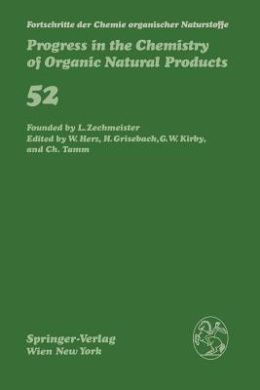 Fortschritte der Chemie organischer Naturstoffe
Progress in the Chemistry
of Organic Natural Products
52
Founded by L. Zechmeister
Edited by W. Herz, H. Grisebach, G. W. Kirby,
and Ch. Tamm
Springer-Verlag
Wien New York